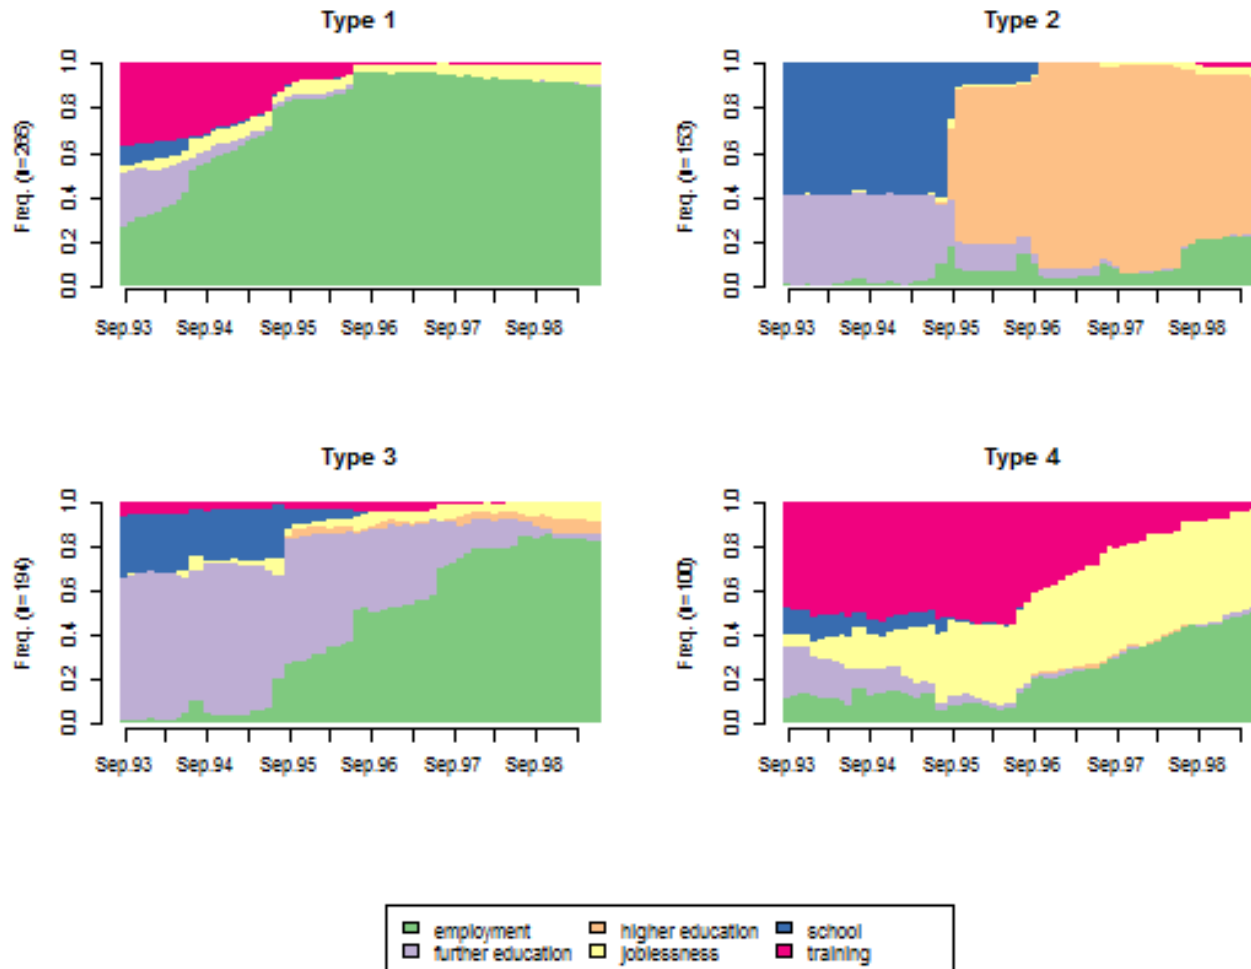 Type 1
Type 2
Freq. (n=265)
0.0 0.2 0.4 0.6 0.8 1.0
Sep.93 Sep.94 Sep.95 Sep.96 Sep.97 Sep.98
Freq. (n=153)
0.0 0.2 0.4 0.6 0.8 1.0
Sep.93 Sep.94 Sep.95 Sep.96 Sep.97 Sep.98
Type 3
Type 4
Freq. (n=194)
0.0 0.2 0.4 0.6 0.8 1.0
Sep.93 Sep.94 Sep.95 Sep.96 Sep.97 Sep.98
Freq. (n=100)
0.0 0.2 0.4 0.6 0.8 1.0
Sep.93 Sep.94 Sep.95 Sep.96 Sep.97 Sep.98
employment higher education school
further education joblessness training